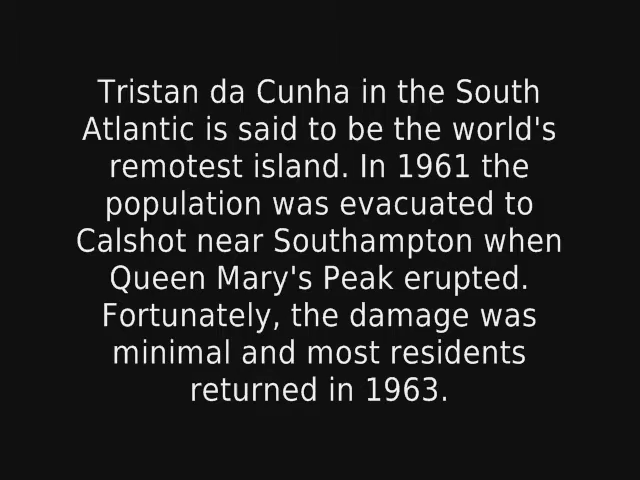 Tristan da Cunha in the South
Atlantic is said to be the world's
remotest island. In 1961 the
population was evacuated to
Calshot near Southampton when
Queen Mary's Peak erupted.
Fortunately, the damage was
minimal and most residents
returned in 1963.